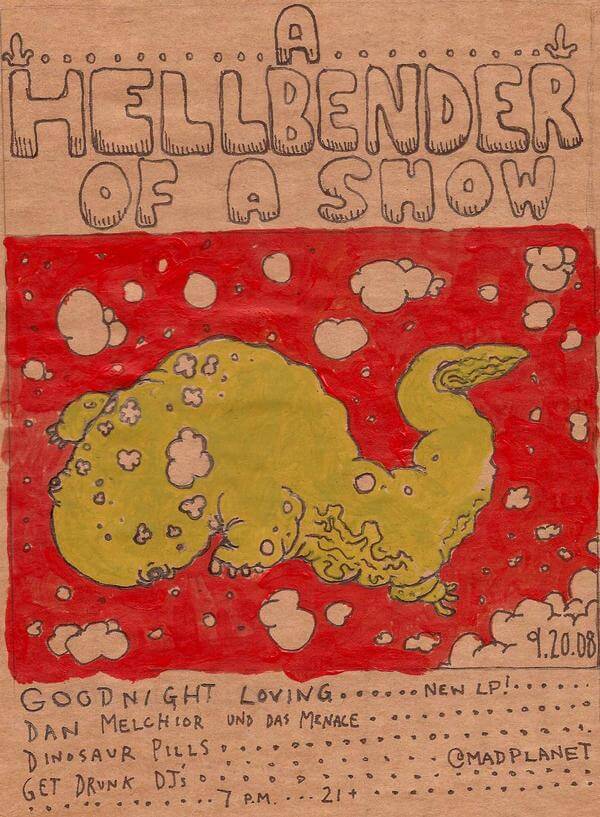 A
HELLBENDER
OF A SHOW
9.20.08
GOODNIGHT LOVING......NEW LP!....
DAN MELCHIOR UND DAS MENACE
DINOSAUR PILLS
@MADPLANET
GET DRUNK DJs
7 P.M. .... 21+